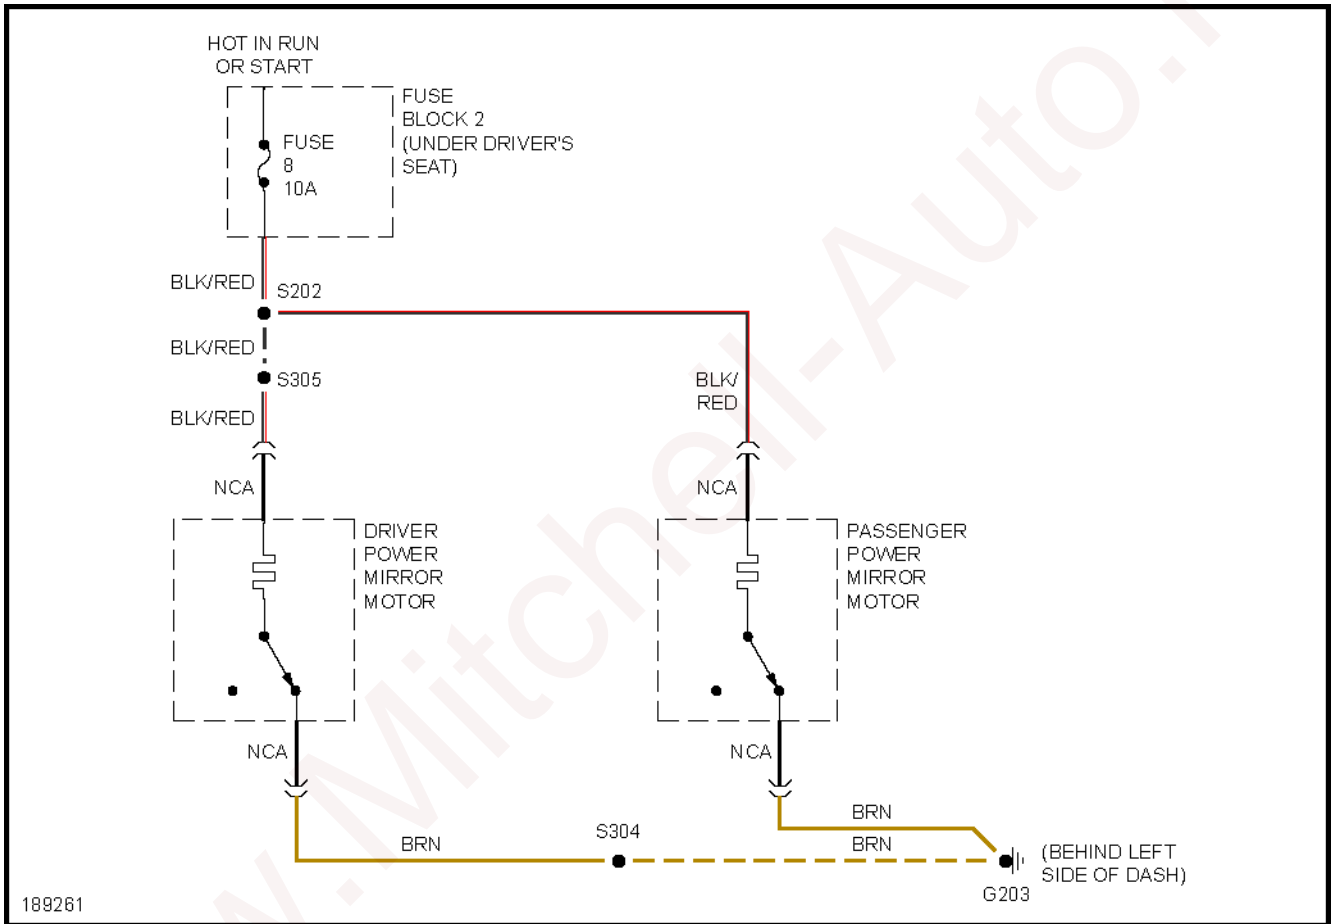 HOT IN RUN
OR START
FUSE
BLOCK 2
(UNDER DRIVER'S
SEAT)
FUSE
8
10A
BLK/RED
S202
BLK/RED
S305
BLK/RED
BLK/
RED
NCA
NCA
DRIVER
POWER
MIRROR
MOTOR
PASSENGER
POWER
MIRROR
MOTOR
NCA
NCA
BRN
S304
BRN
BRN
(BEHIND LEFT
SIDE OF DASH)
G203
189261
w.Mitchell-Auto.r